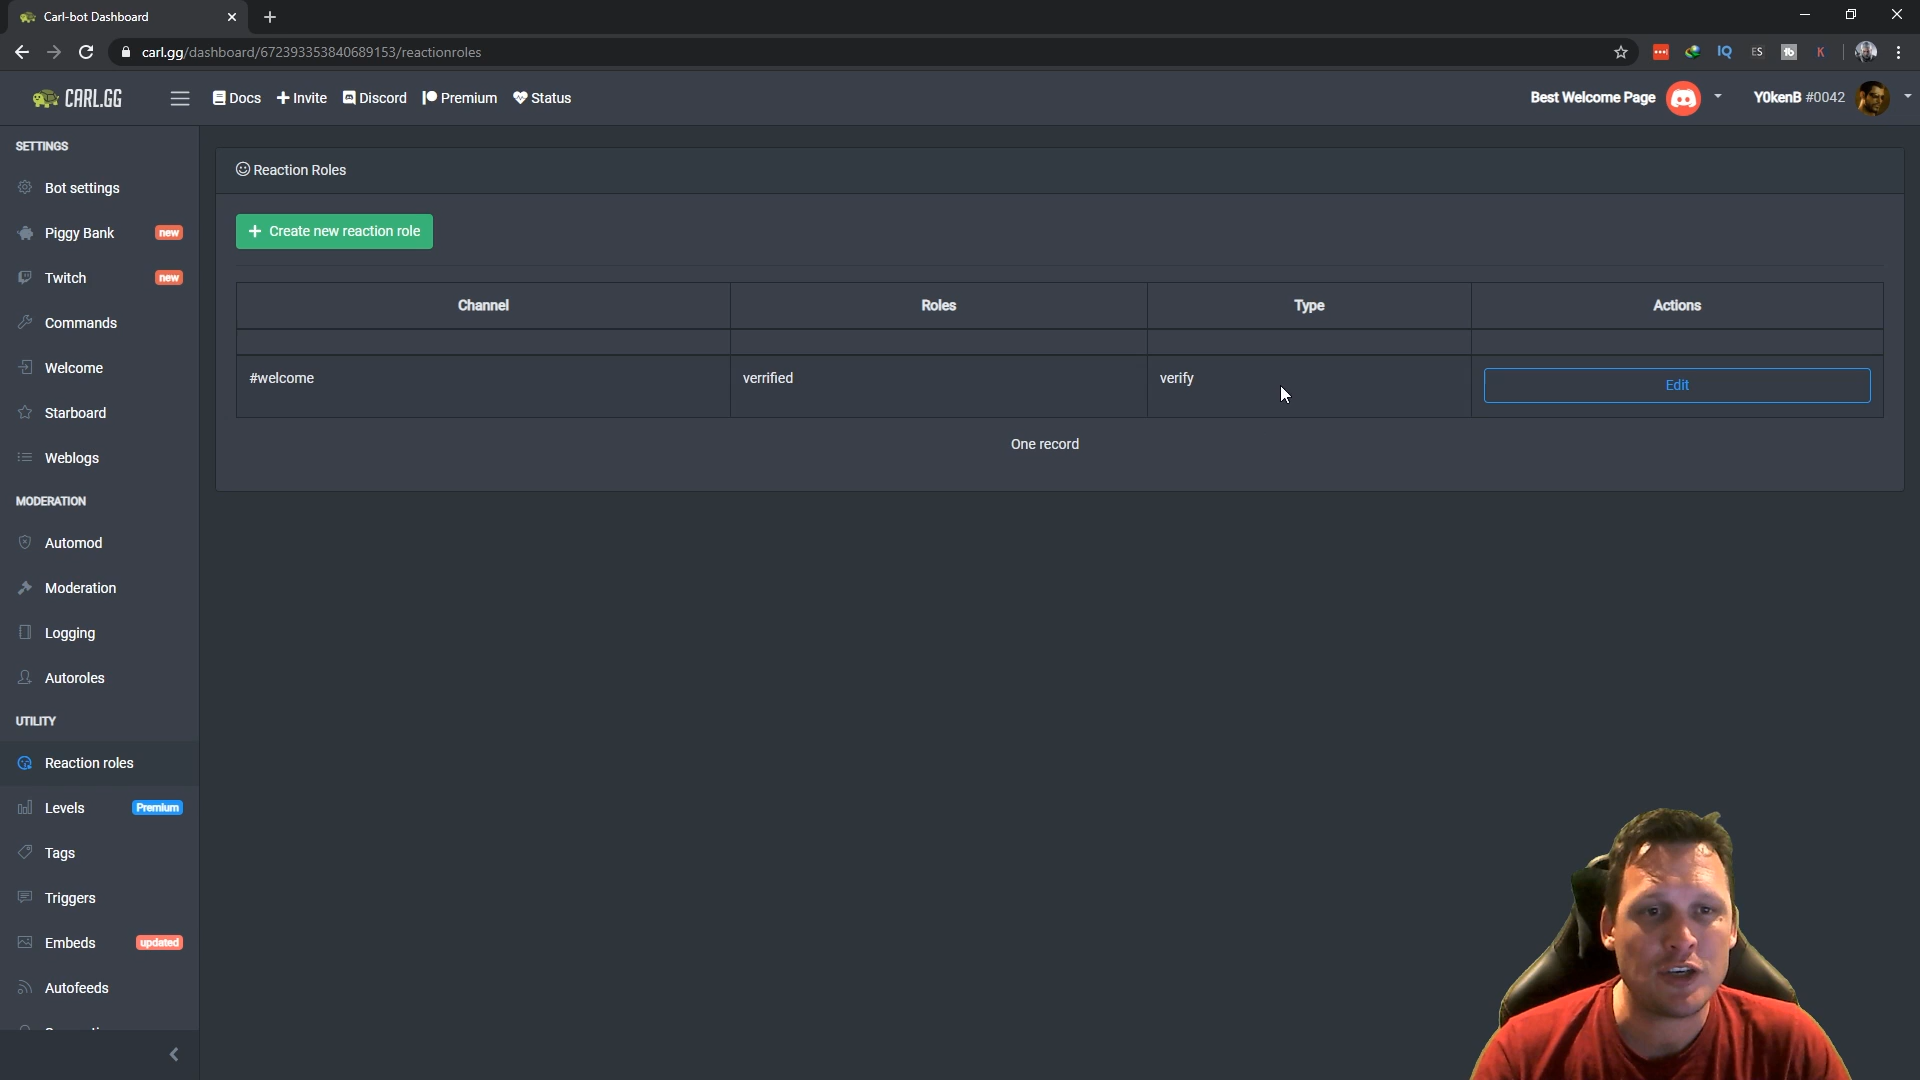 Carl-bot Dashboard
carl.gg/dashboard/672393353840689153/reactionroles
IQ ES tb K
CARL.GG Docs Invite Discord Premium Status Best Welcome Page Y0kenB #0042
SETTINGS
Bot settings
Piggy Bank new
Twitch new
Commands
Welcome
Starboard
Weblogs
MODERATION
Automod
Moderation
Logging
Autoroles
UTILITY
Reaction roles
Levels Premium
Tags
Triggers
Embeds updated
Autofeeds
Reaction Roles
+ Create new reaction role
Channel Roles Type Actions
#welcome verrified verify Edit
One record